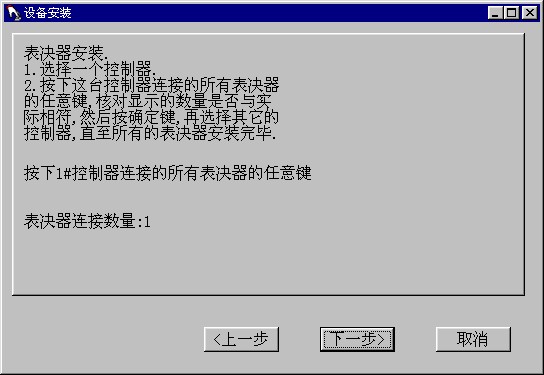 设备安装
表决器安装.
1.选择一个控制器.
2.按下这台控制器连接的所有表决器
的任意键,核对显示的数量是否与实
际相符,然后按确定键,再选择其它的
控制器,直至所有的表决器安装完毕.
按下1#控制器连接的所有表决器的任意键
表决器连接数量:1
<上一步
下一步>
取消